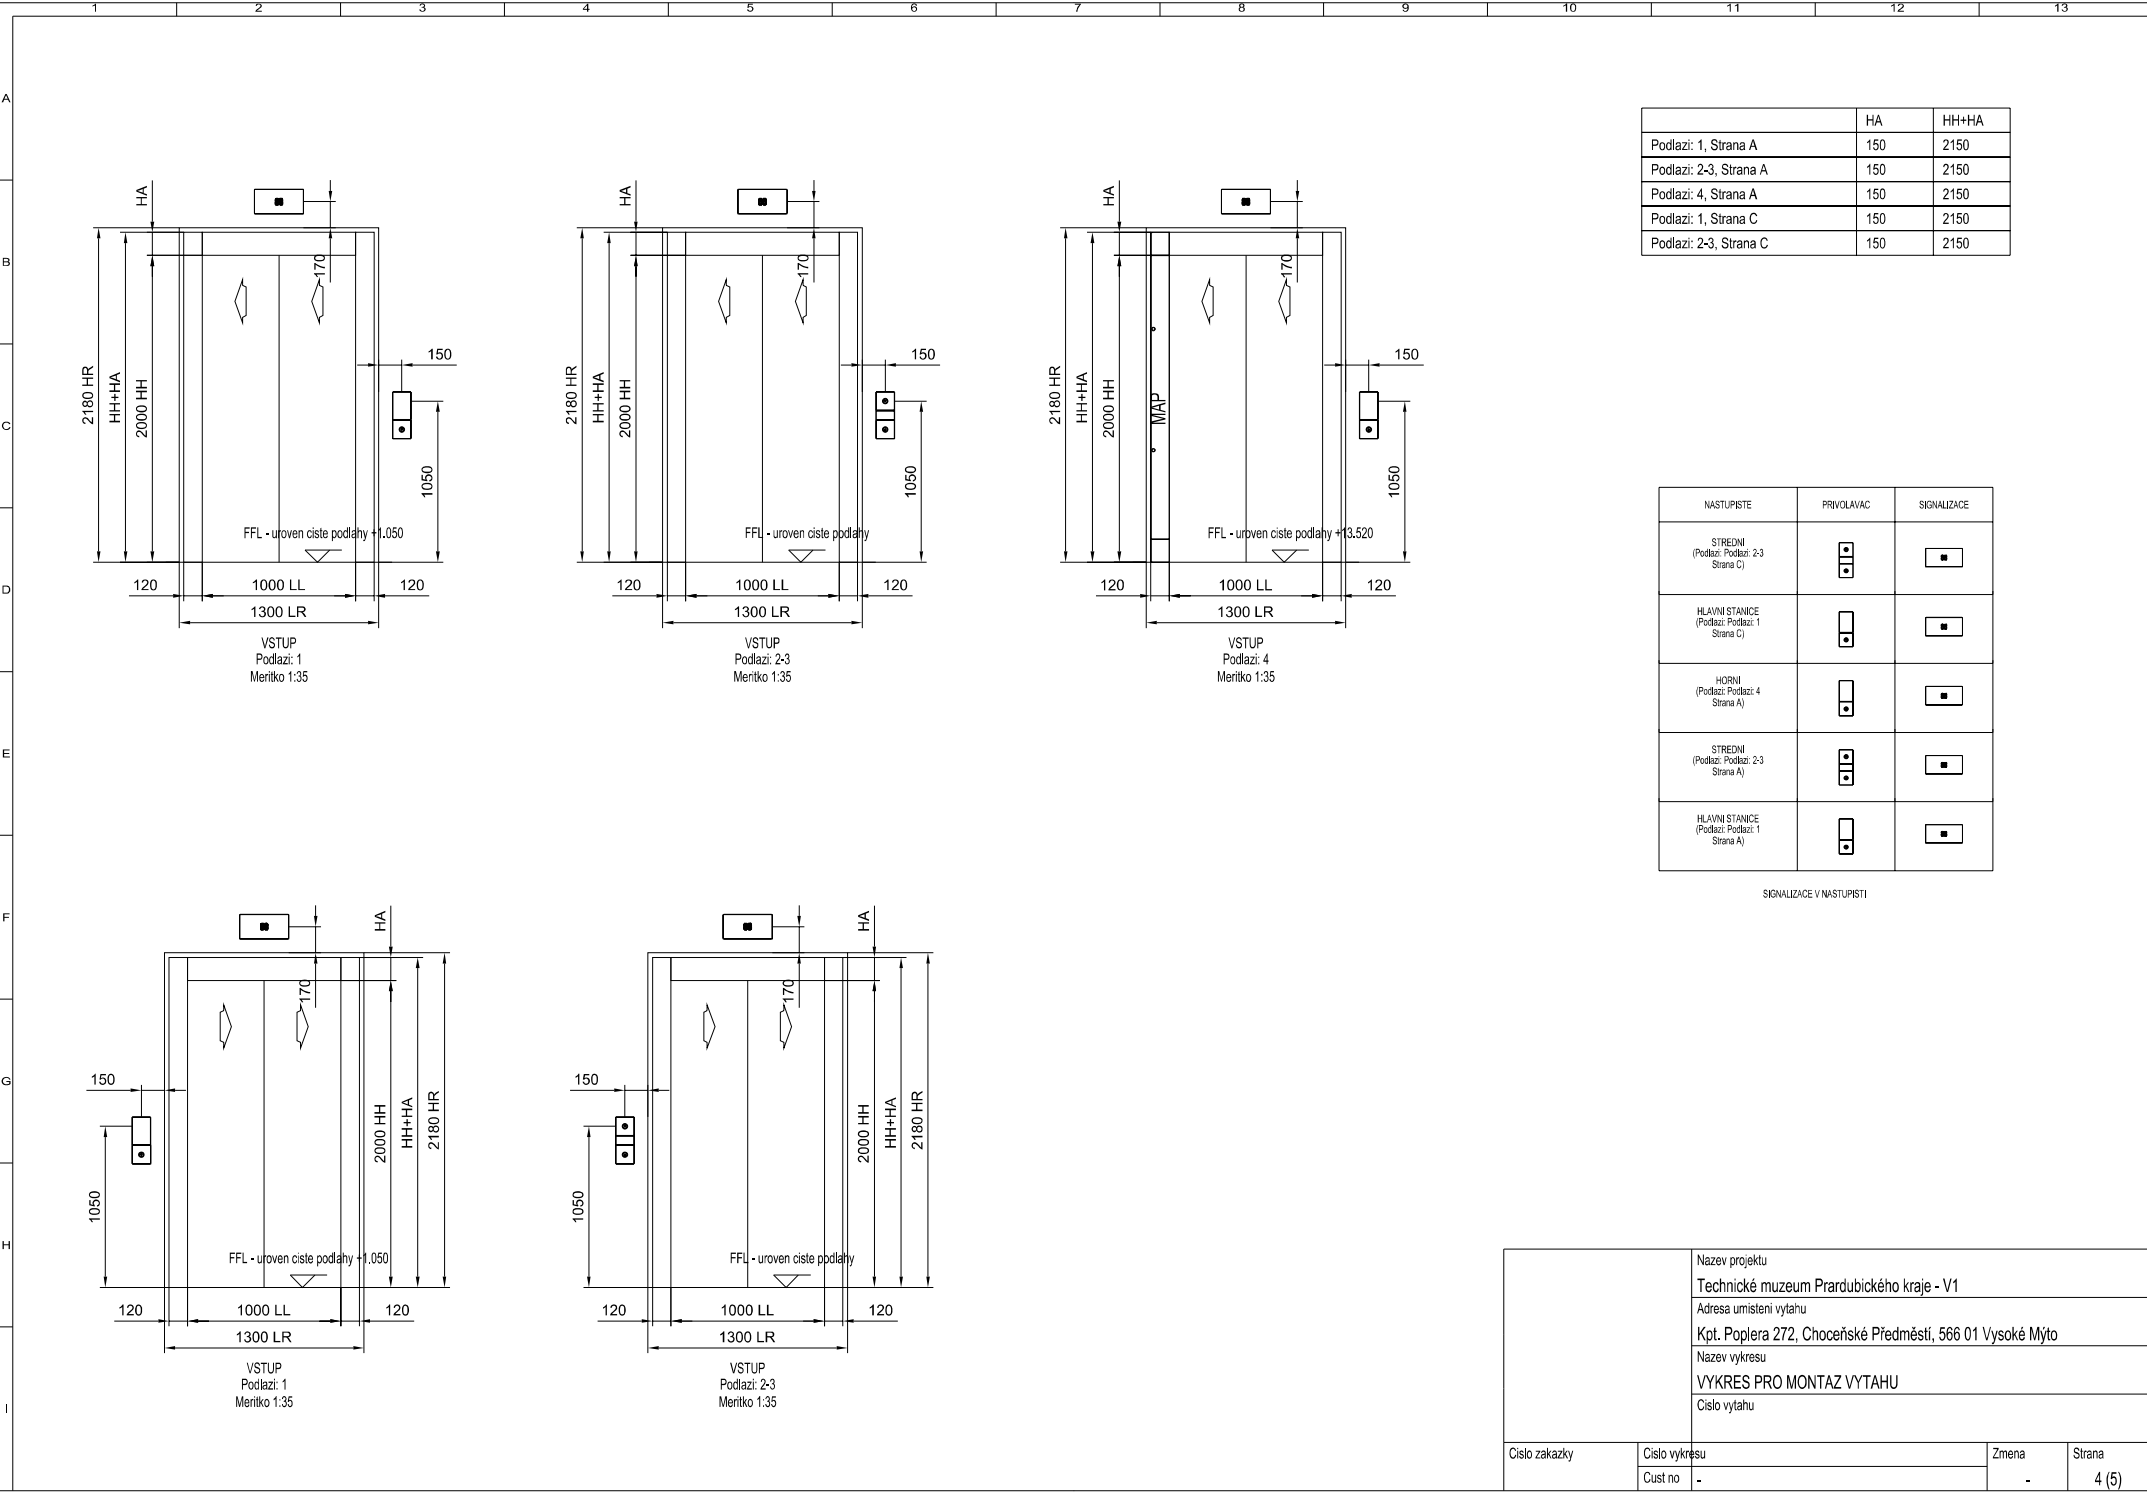 1 2 3 4 5 6 7 8 9 10 11 12 13
A
B
C
D
E
F
G
H
I
HA
170
2180 HR
HH+HA
2000 HH
150
1050
FFL - uroven ciste podlahy +1.050
120
1000 LL
120
1300 LR
VSTUP
Podlazi: 1
Meritko 1:35
HA
170
2180 HR
HH+HA
2000 HH
150
1050
FFL - uroven ciste podlahy
120
1000 LL
120
1300 LR
VSTUP
Podlazi: 2-3
Meritko 1:35
HA
170
2180 HR
HH+HA
2000 HH
MAP
150
1050
FFL - uroven ciste podlahy +13.520
120
1000 LL
120
1300 LR
VSTUP
Podlazi: 4
Meritko 1:35
HA HH+HA
Podlazi: 1, Strana A 150 2150
Podlazi: 2-3, Strana A 150 2150
Podlazi: 4, Strana A 150 2150
Podlazi: 1, Strana C 150 2150
Podlazi: 2-3, Strana C 150 2150
NASTUPISTE PRIVOLAVAC SIGNALIZACE
STREDNI
(Podlazi: Podlazi: 2-3
Strana C)
HLAVNI STANICE
(Podlazi: Podlazi: 1
Strana C)
HORNI
(Podlazi: Podlazi: 4
Strana A)
STREDNI
(Podlazi: Podlazi: 2-3
Strana A)
HLAVNI STANICE
(Podlazi: Podlazi: 1
Strana A)
SIGNALIZACE V NASTUPISTI
HA
170
150
1050
2000 HH
HH+HA
2180 HR
FFL - uroven ciste podlahy +1.050
120
1000 LL
120
1300 LR
VSTUP
Podlazi: 1
Meritko 1:35
HA
170
150
1050
2000 HH
HH+HA
2180 HR
FFL - uroven ciste podlahy
120
1000 LL
120
1300 LR
VSTUP
Podlazi: 2-3
Meritko 1:35
Nazev projektu
Technické muzeum Prardubického kraje - V1
Adresa umisteni vytahu
Kpt. Poplera 272, Choceňské Předměstí, 566 01 Vysoké Mýto
Nazev vykresu
VYKRES PRO MONTAZ VYTAHU
Cislo vytahu
Cislo zakazky Cislo vykresu Zmena Strana
Cust no - - 4 (5)